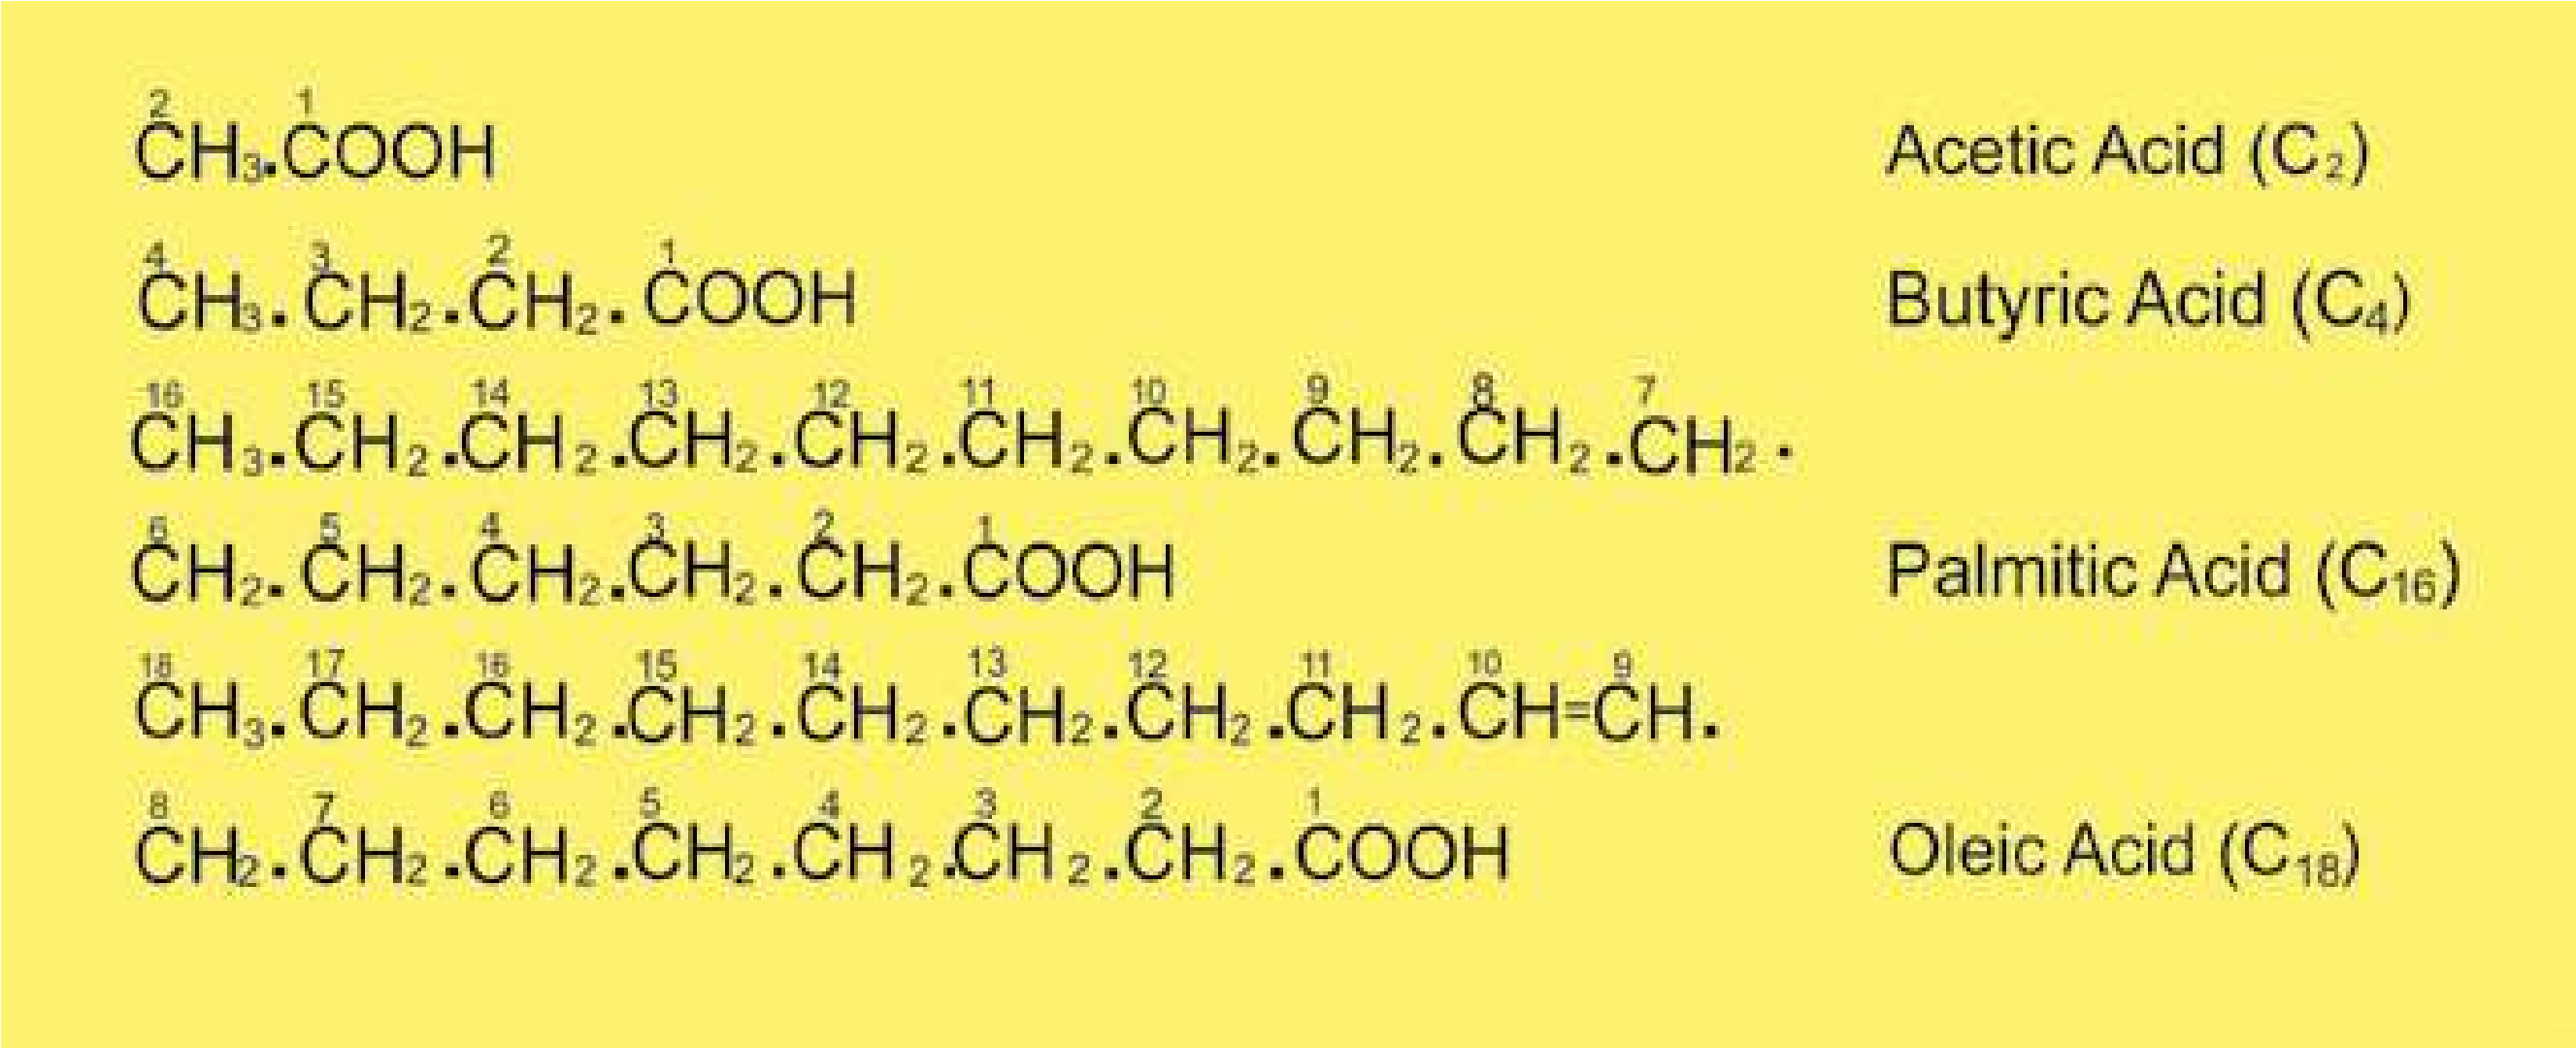 2 1
CH₃.COOH Acetic Acid (C₂)
4 3 2 1
CH₃.CH₂.CH₂.COOH Butyric Acid (C₄)
16 15 14 13 12 11 10 9 8 7
CH₃.CH₂.CH₂.CH₂.CH₂.CH₂.CH₂.CH₂.CH₂.CH₂.
6 5 4 3 2 1
CH₂.CH₂.CH₂.CH₂.CH₂.COOH Palmitic Acid (C₁₆)
18 17 16 15 14 13 12 11 10 9
CH₃.CH₂.CH₂.CH₂.CH₂.CH₂.CH₂.CH₂.CH=CH.
8 7 6 5 4 3 2 1
CH₂.CH₂.CH₂.CH₂.CH₂.CH₂.CH₂.COOH Oleic Acid (C₁₈)